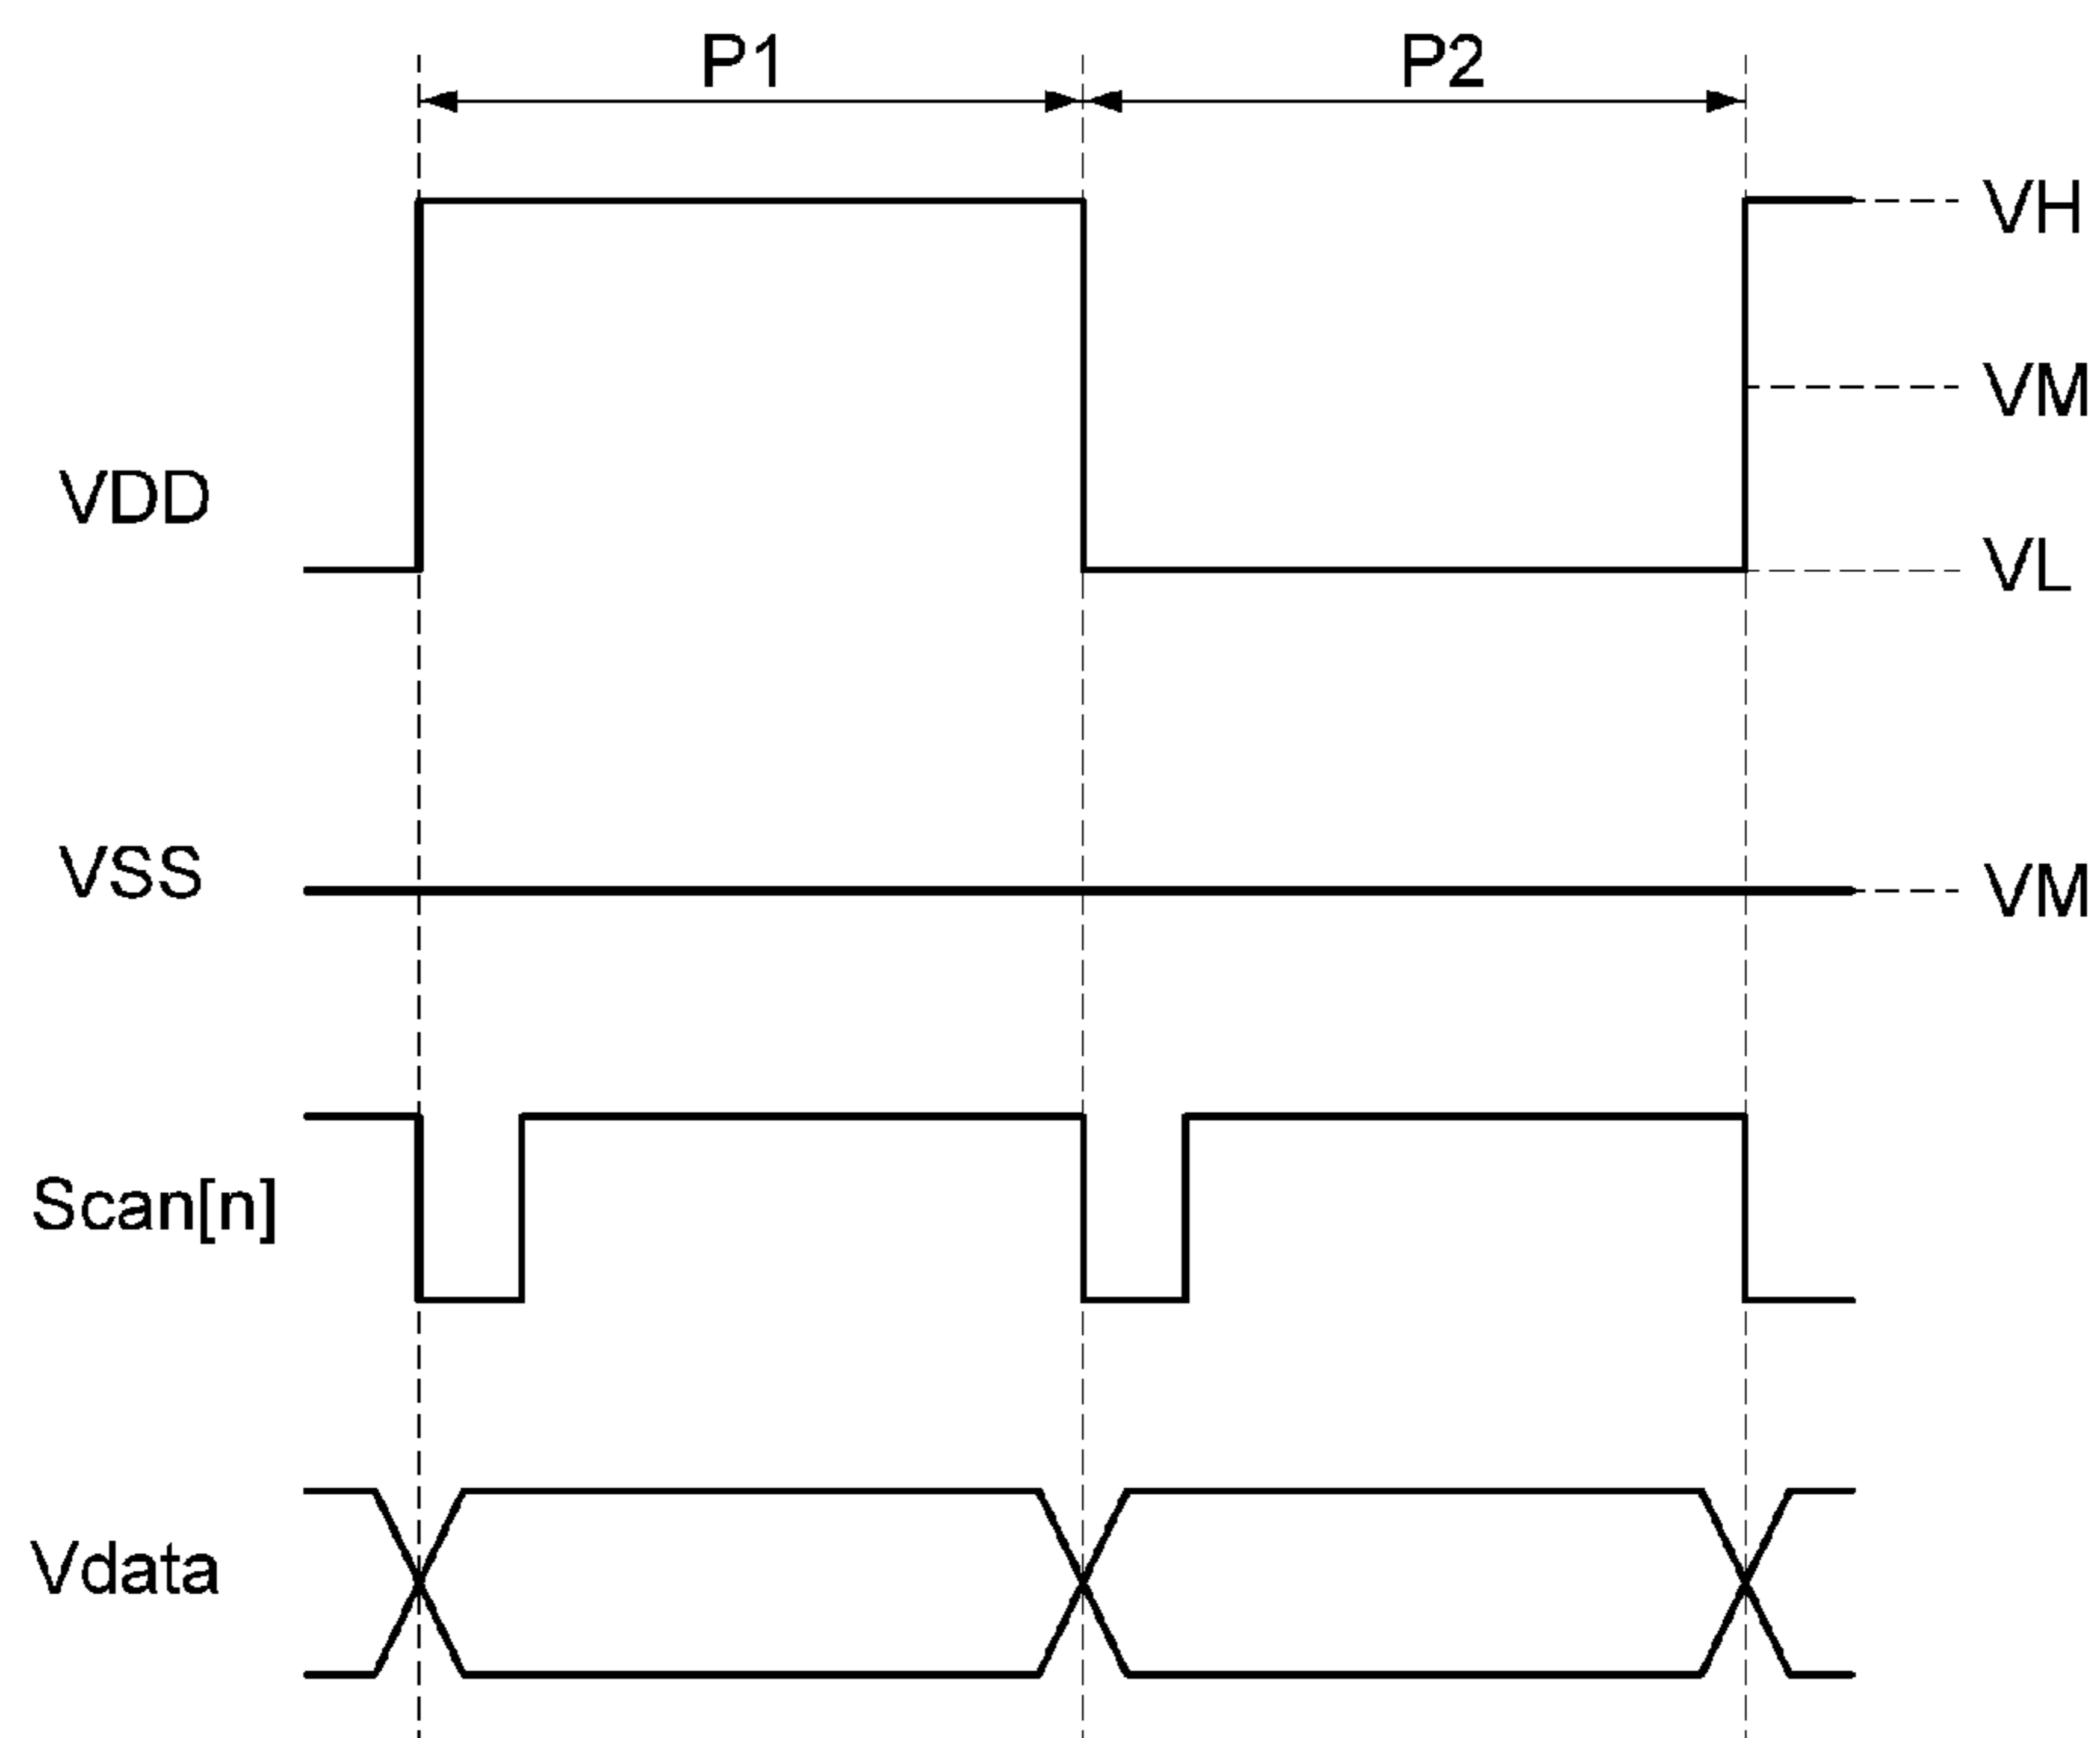 P1 P2
VH
VM
VDD
VL
VSS
VM
Scan[n]
Vdata